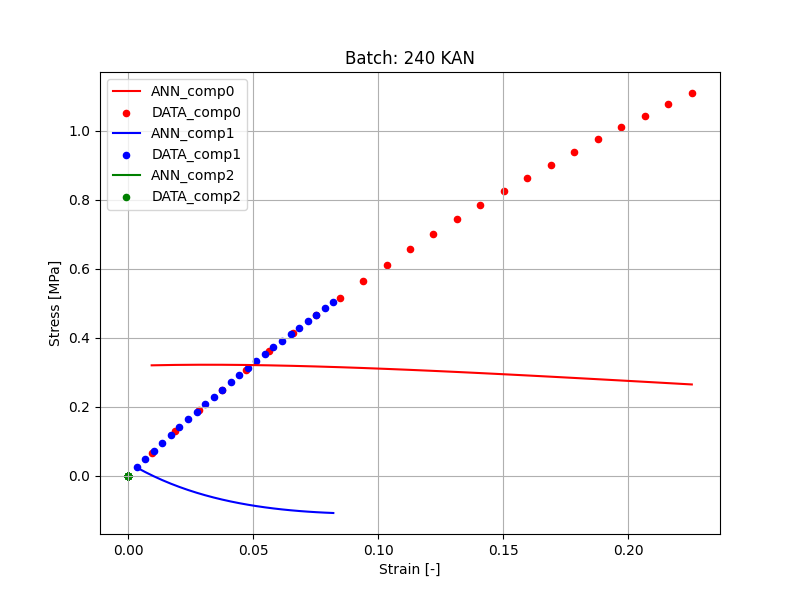 Batch: 240 KAN
ANN_comp0
DATA_comp0
ANN_comp1
DATA_comp1
ANN_comp2
DATA_comp2
Stress [MPa]
1.0
0.8
0.6
0.4
0.2
0.0
0.00 0.05 0.10 0.15 0.20
Strain [-]